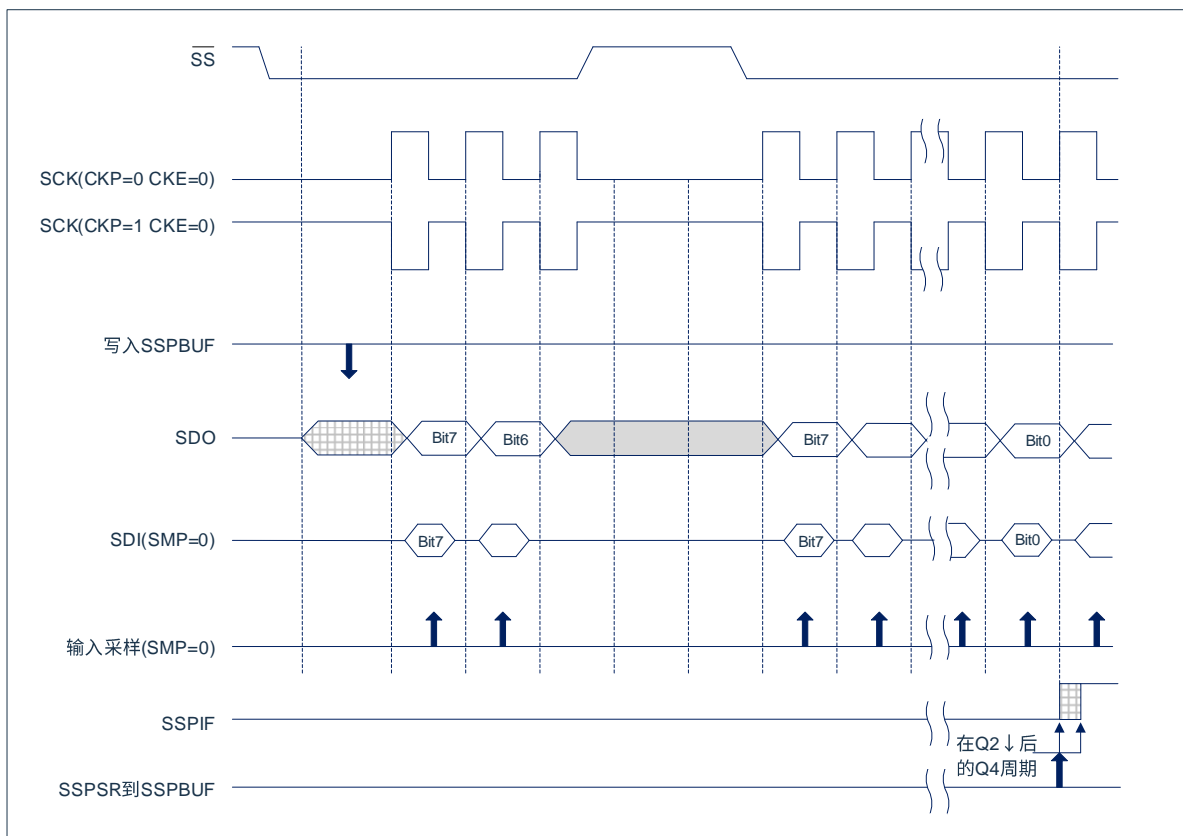 SS
SCK(CKP=0 CKE=0)
SCK(CKP=1 CKE=0)
写入SSPBUF
SDO
Bit7
Bit6
Bit7
Bit0
SDI(SMP=0)
Bit7
Bit7
Bit0
输入采样(SMP=0)
SSPIF
在Q2↓后
的Q4周期
SSPSR到SSPBUF